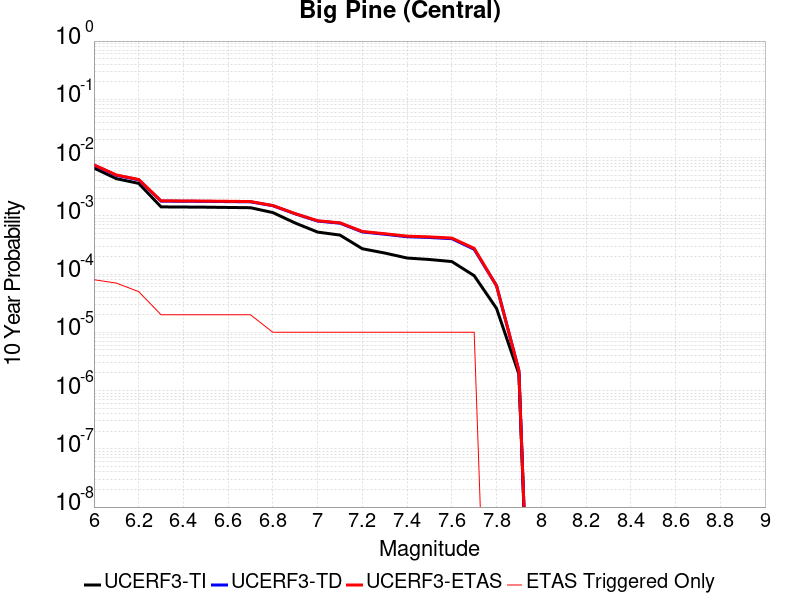 Big Pine (Central)
10^0
10^-1
10^-2
10^-3
10^-4
10^-5
10^-6
10^-7
10^-8
10 Year Probability
6 6.2 6.4 6.6 6.8 7 7.2 7.4 7.6 7.8 8 8.2 8.4 8.6 8.8 9
Magnitude
UCERF3-TI UCERF3-TD UCERF3-ETAS ETAS Triggered Only